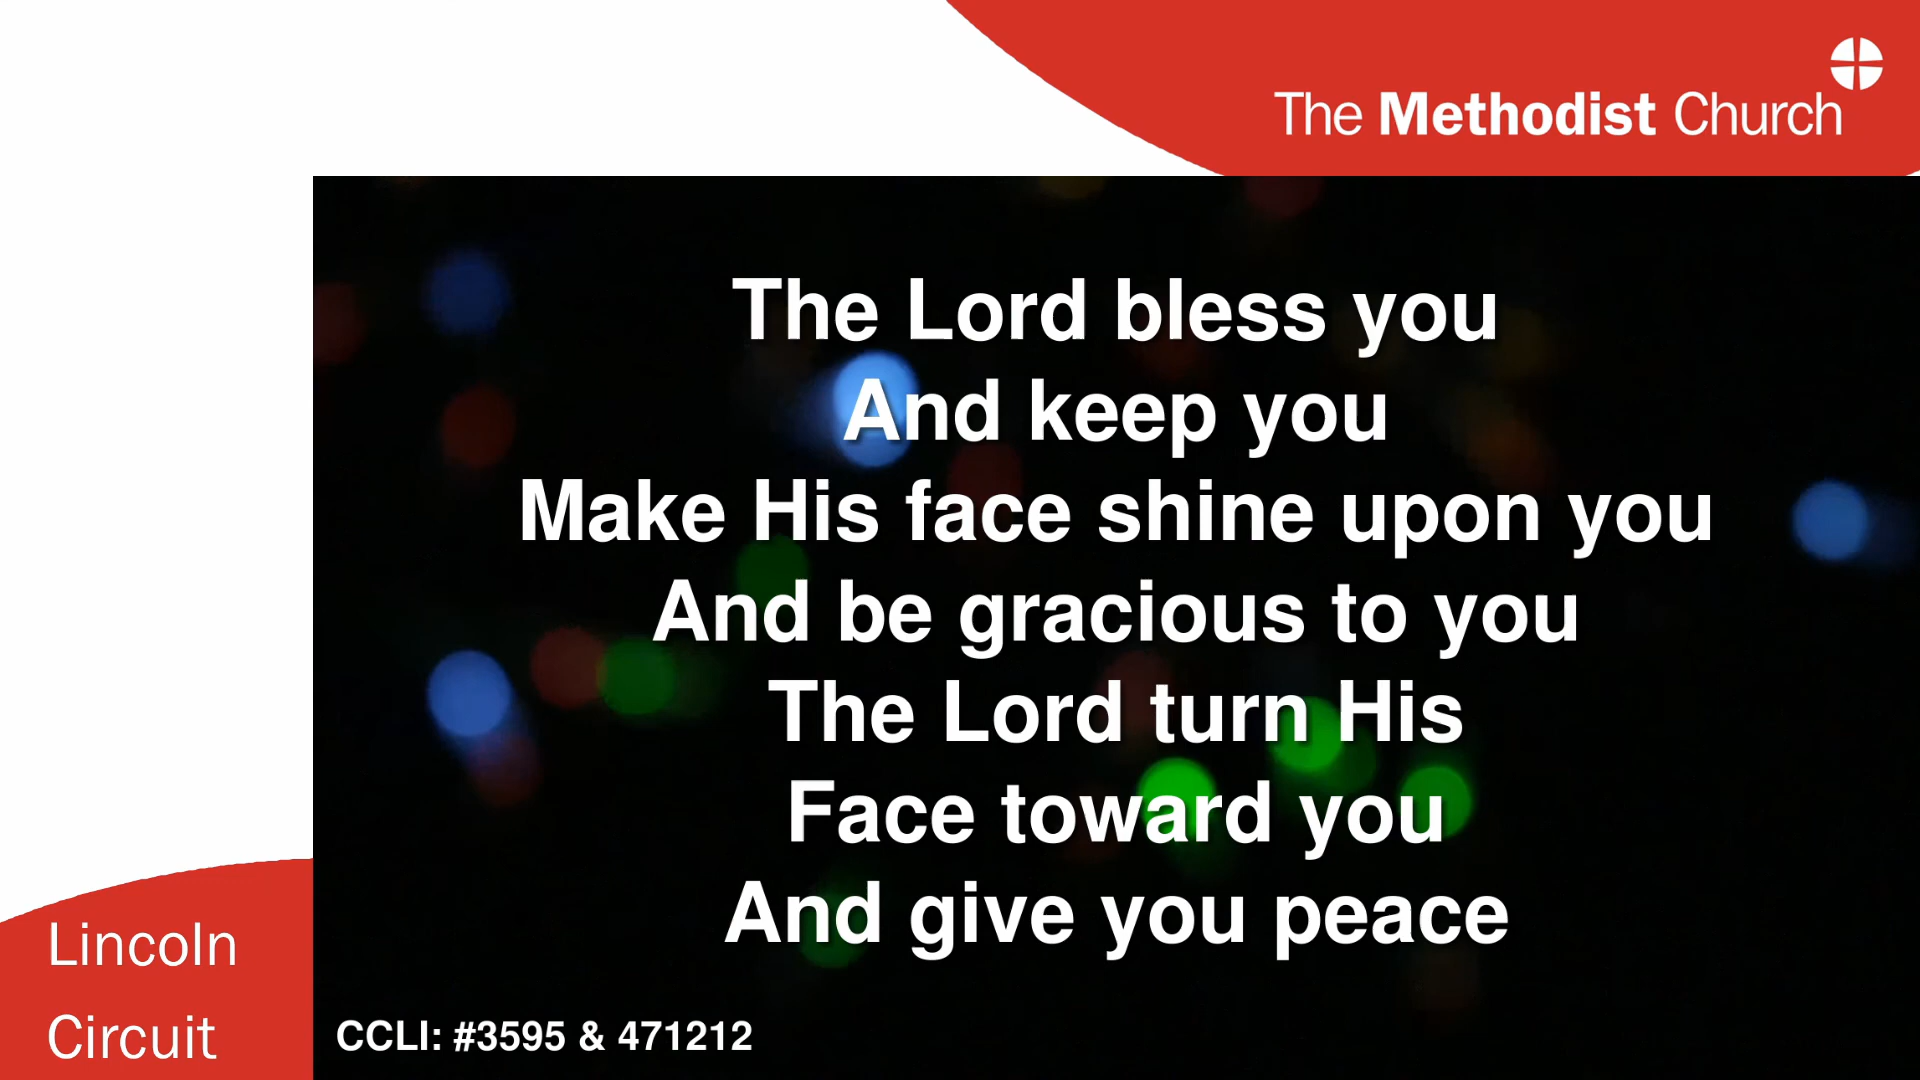 The Methodist Church
The Lord bless you
And keep you
Make His face shine upon you
And be gracious to you
The Lord turn His
Face toward you
And give you peace
Lincoln
Circuit
CCLI: #3595 & 471212